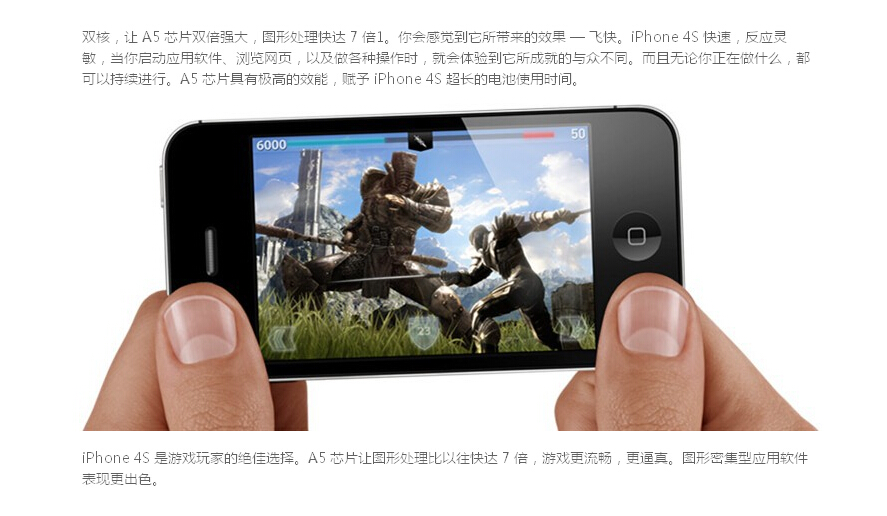 双核，让 A5 芯片双倍强大，图形处理快达 7 倍1。你会感觉到它所带来的效果 — 飞快。iPhone 4S 快速，反应灵
敏，当你启动应用软件、浏览网页，以及做各种操作时，就会体验到它所成就的与众不同。而且无论你正在做什么，都
可以持续进行。A5 芯片具有极高的效能，赋予 iPhone 4S 超长的电池使用时间。
6000
50
23
iPhone 4S 是游戏玩家的绝佳选择。A5 芯片让图形处理比以往快达 7 倍，游戏更流畅，更逼真。图形密集型应用软件
表现更出色。